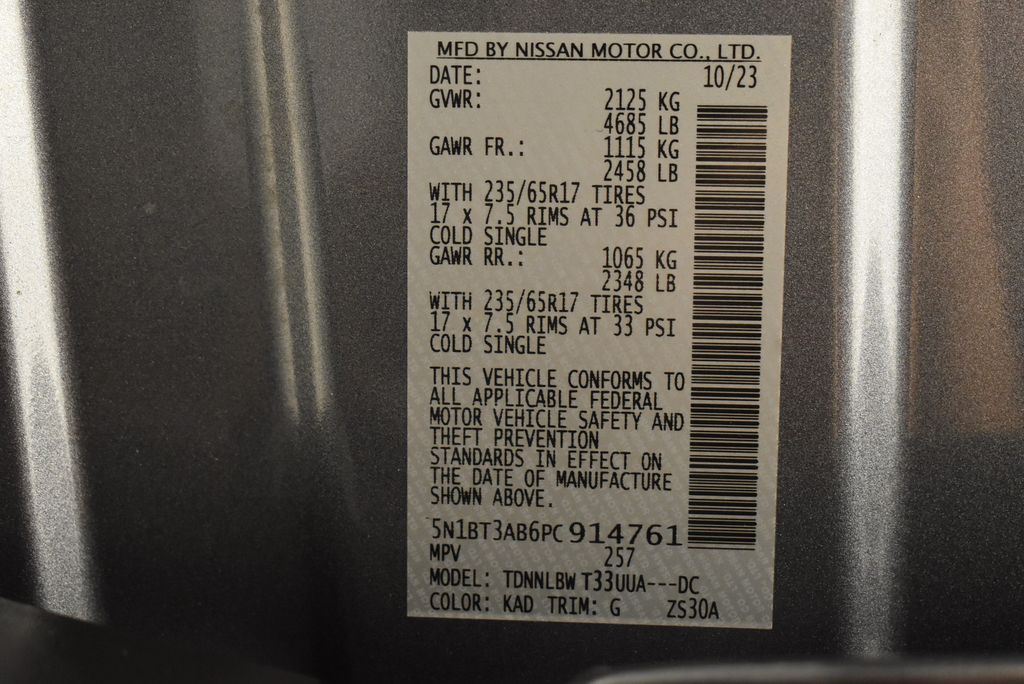 MFD BY NISSAN MOTOR CO., LTD.
DATE: 10/23
GVWR: 2125 KG
4685 LB
GAWR FR.: 1115 KG
2458 LB
WITH 235/65R17 TIRES
17 x 7.5 RIMS AT 36 PSI
COLD SINGLE
GAWR RR.: 1065 KG
2348 LB
WITH 235/65R17 TIRES
17 x 7.5 RIMS AT 33 PSI
COLD SINGLE
THIS VEHICLE CONFORMS TO
ALL APPLICABLE FEDERAL
MOTOR VEHICLE SAFETY AND
THEFT PREVENTION
STANDARDS IN EFFECT ON
THE DATE OF MANUFACTURE
SHOWN ABOVE.
5N1BT3AB6PC914761
MPV 257
MODEL: TDNNLBW T33UUA---DC
COLOR: KAD TRIM: G ZS30A